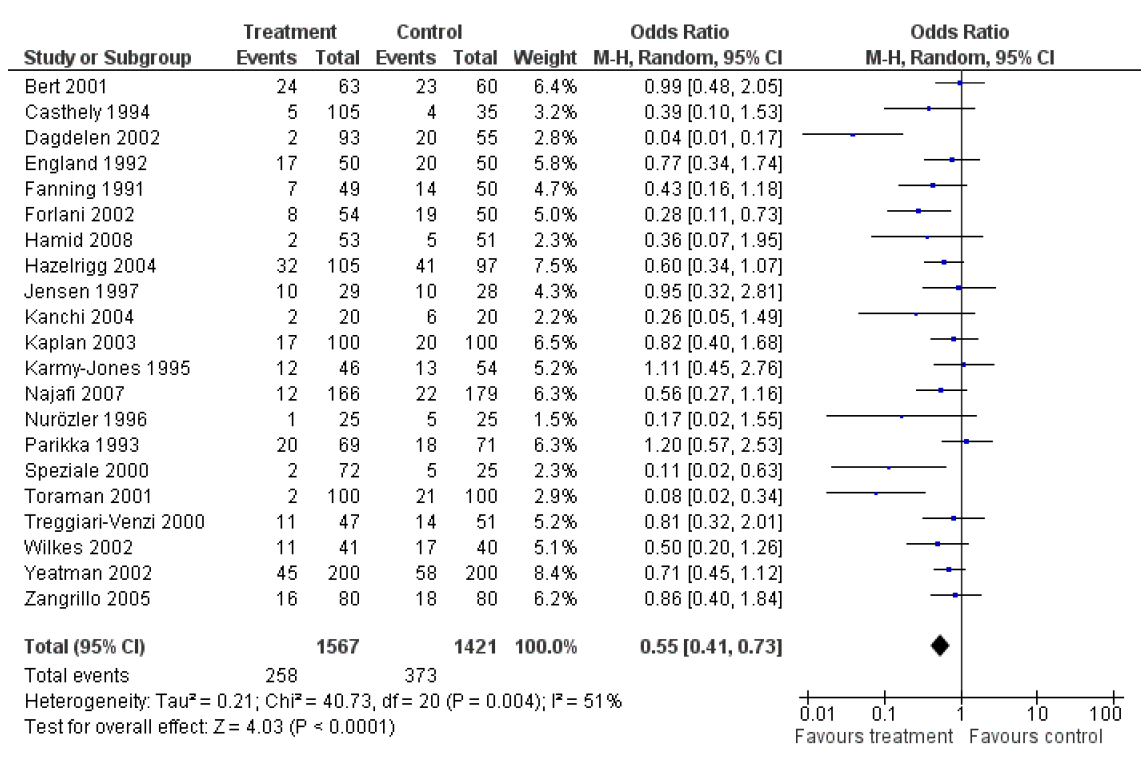 Treatment Control Odds Ratio Odds Ratio
Study or Subgroup Events Total Events Total Weight M-H, Random, 95% CI M-H, Random, 95% CI
Bert 2001 24 63 23 60 6.4% 0.99 [0.48, 2.05]
Casthely 1994 5 105 4 35 3.2% 0.39 [0.10, 1.53]
Dagdelen 2002 2 93 20 55 2.8% 0.04 [0.01, 0.17]
England 1992 17 50 20 50 5.8% 0.77 [0.34, 1.74]
Fanning 1991 7 49 14 50 4.7% 0.43 [0.16, 1.18]
Forlani 2002 8 54 19 50 5.0% 0.28 [0.11, 0.73]
Hamid 2008 2 53 5 51 2.3% 0.36 [0.07, 1.95]
Hazelrigg 2004 32 105 41 97 7.5% 0.60 [0.34, 1.07]
Jensen 1997 10 29 10 28 4.3% 0.95 [0.32, 2.81]
Kanchi 2004 2 20 6 20 2.2% 0.26 [0.05, 1.49]
Kaplan 2003 17 100 20 100 6.5% 0.82 [0.40, 1.68]
Karmy-Jones 1995 12 46 13 54 5.2% 1.11 [0.45, 2.76]
Najafi 2007 12 166 22 179 6.5% 0.56 [0.27, 1.16]
Nurözler 1996 1 25 5 25 1.5% 0.17 [0.02, 1.55]
Parikka 1993 20 69 18 71 6.3% 1.20 [0.57, 2.53]
Speziale 2000 2 72 5 25 2.3% 0.11 [0.02, 0.63]
Toraman 2001 2 100 21 100 2.9% 0.08 [0.02, 0.34]
Treggiari-Venzi 2000 11 47 14 51 5.2% 0.81 [0.32, 2.01]
Wilkes 2002 11 41 17 40 5.1% 0.50 [0.20, 1.26]
Yeatman 2002 45 200 58 200 8.4% 0.71 [0.45, 1.12]
Zangrillo 2005 16 80 18 80 6.2% 0.86 [0.40, 1.84]
Total (95% CI) 1567 1421 100.0% 0.55 [0.41, 0.73]
Total events 258 373
Heterogeneity: Tau² = 0.21; Chi² = 40.73, df = 20 (P = 0.004); I² = 51%
Test for overall effect: Z = 4.03 (P < 0.0001)
0.01 0.1 1 10 100
Favours treatment Favours control